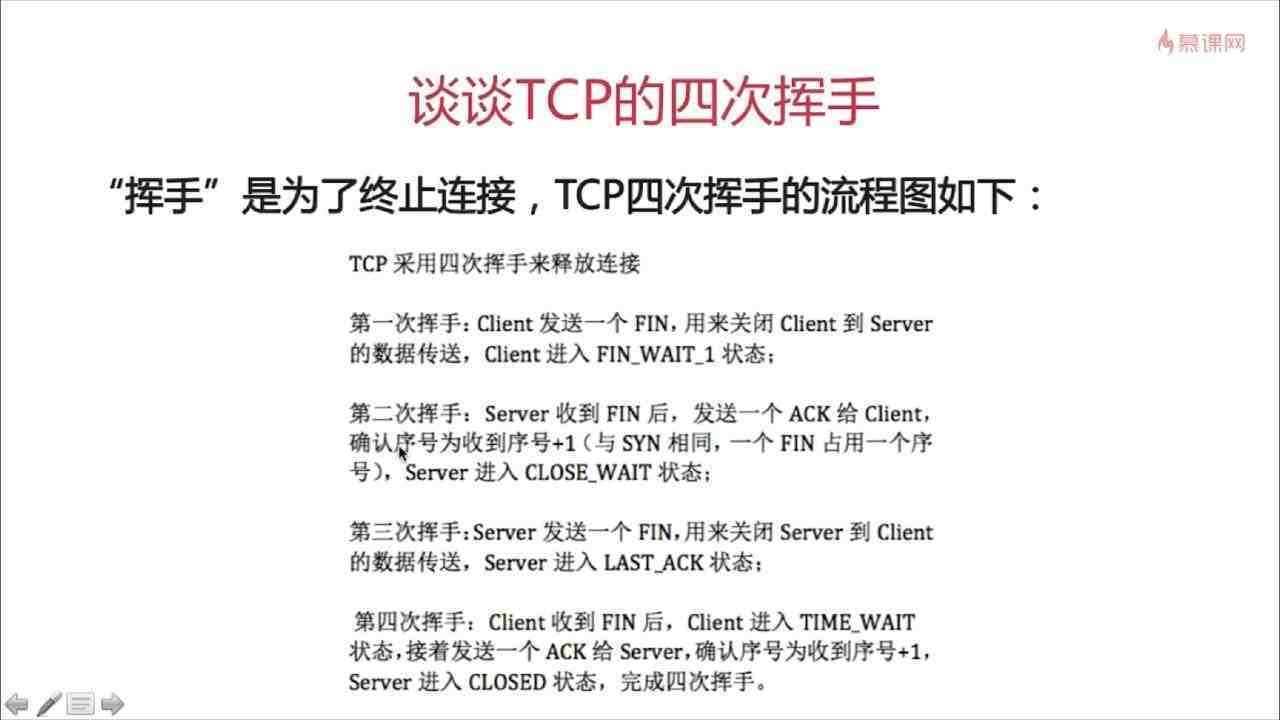 慕课网
谈谈TCP的四次挥手
“挥手”是为了终止连接，TCP四次挥手的流程图如下：
TCP 采用四次挥手来释放连接
第一次挥手：Client 发送一个 FIN，用来关闭 Client 到 Server
的数据传送，Client 进入 FIN_WAIT_1 状态；
第二次挥手：Server 收到 FIN 后，发送一个 ACK 给 Client，
确认序号为收到序号+1（与 SYN 相同，一个 FIN 占用一个序
号），Server 进入 CLOSE_WAIT 状态；
第三次挥手：Server 发送一个 FIN，用来关闭 Server 到 Client
的数据传送，Server 进入 LAST_ACK 状态；
第四次挥手：Client 收到 FIN 后，Client 进入 TIME_WAIT
状态，接着发送一个 ACK 给 Server，确认序号为收到序号+1，
Server 进入 CLOSED 状态，完成四次挥手。